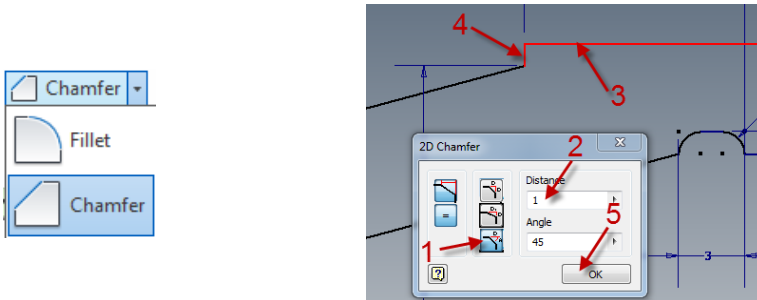 Chamfer
Fillet
Chamfer
4
3
2D Chamfer
2
Distance
1
5
Angle
1
45
OK
3